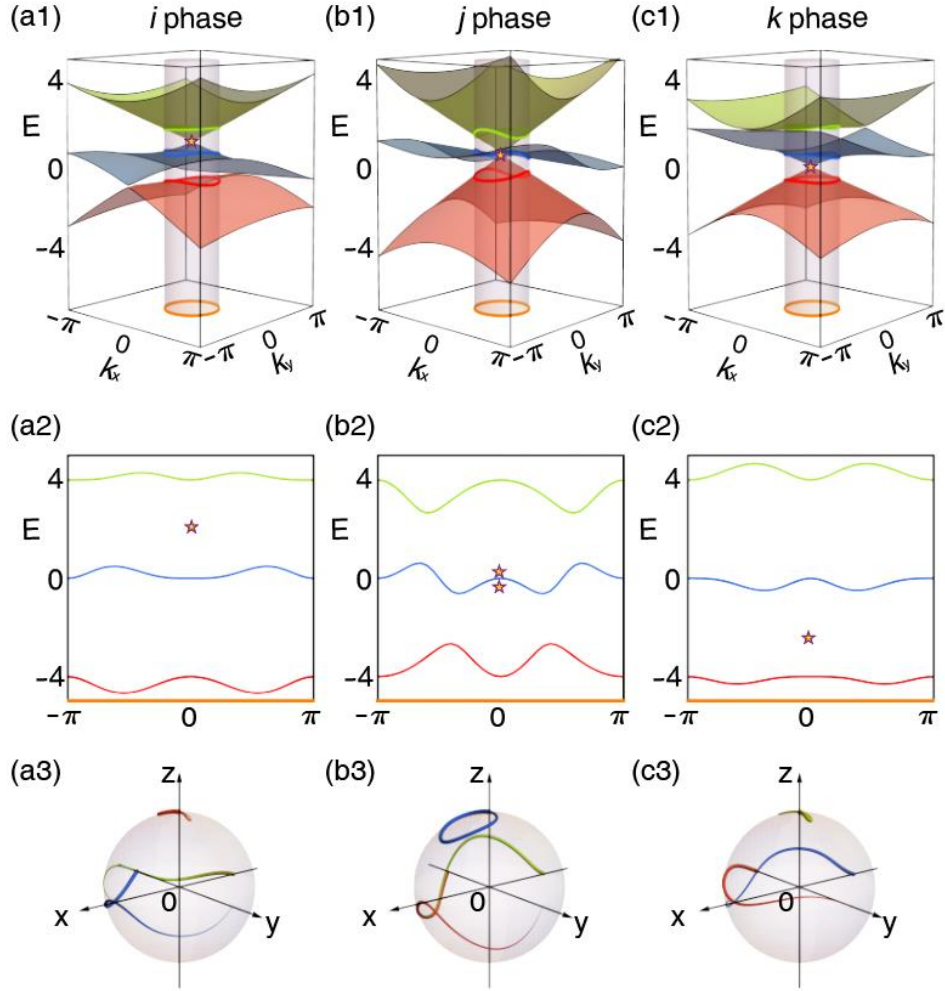 (a1) i phase (b1) j phase (c1) k phase
4 4 4
E E E
0 0 0
−4 −4 −4
−π 0 π −π 0 π −π 0 π −π 0 π −π 0 π −π 0 π
kx ky kx ky kx ky
(a2) (b2) (c2)
4 4 4
E E E
0 0 0
−4 −4 −4
−π 0 π −π 0 π −π 0 π
(a3) (b3) (c3)
z z z
0 0 0
x y x y x y